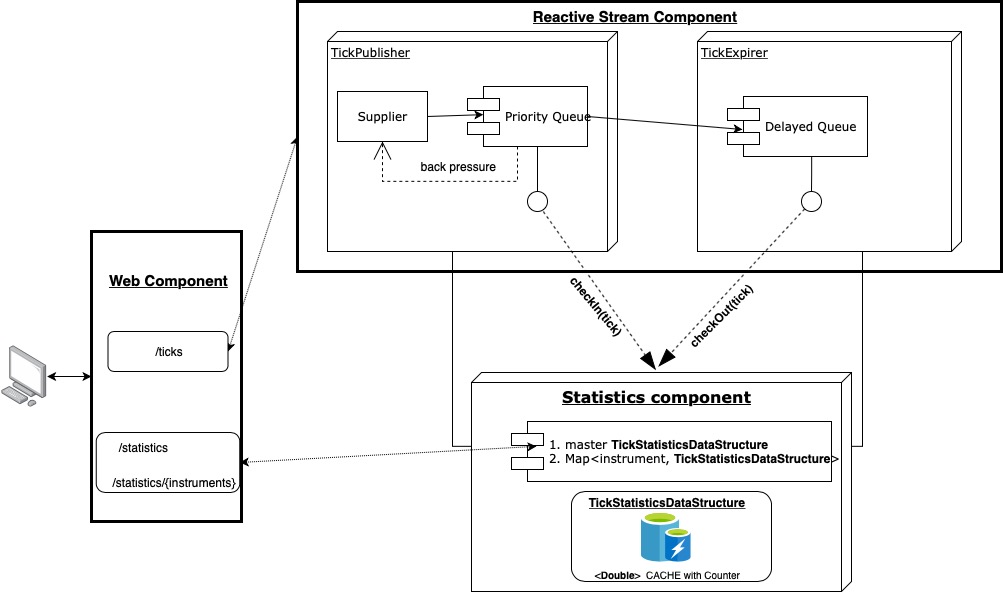 Reactive Stream Component
TickPublisher
TickExpirer
Supplier
Priority Queue
Delayed Queue
back pressure
checkIn(tick)
checkOut(tick)
Web Component
/ticks
/statistics
/statistics/{instruments}
Statistics component
1. master TickStatisticsDataStructure
2. Map<instrument, TickStatisticsDataStructure>
TickStatisticsDataStructure
<Double> CACHE with Counter